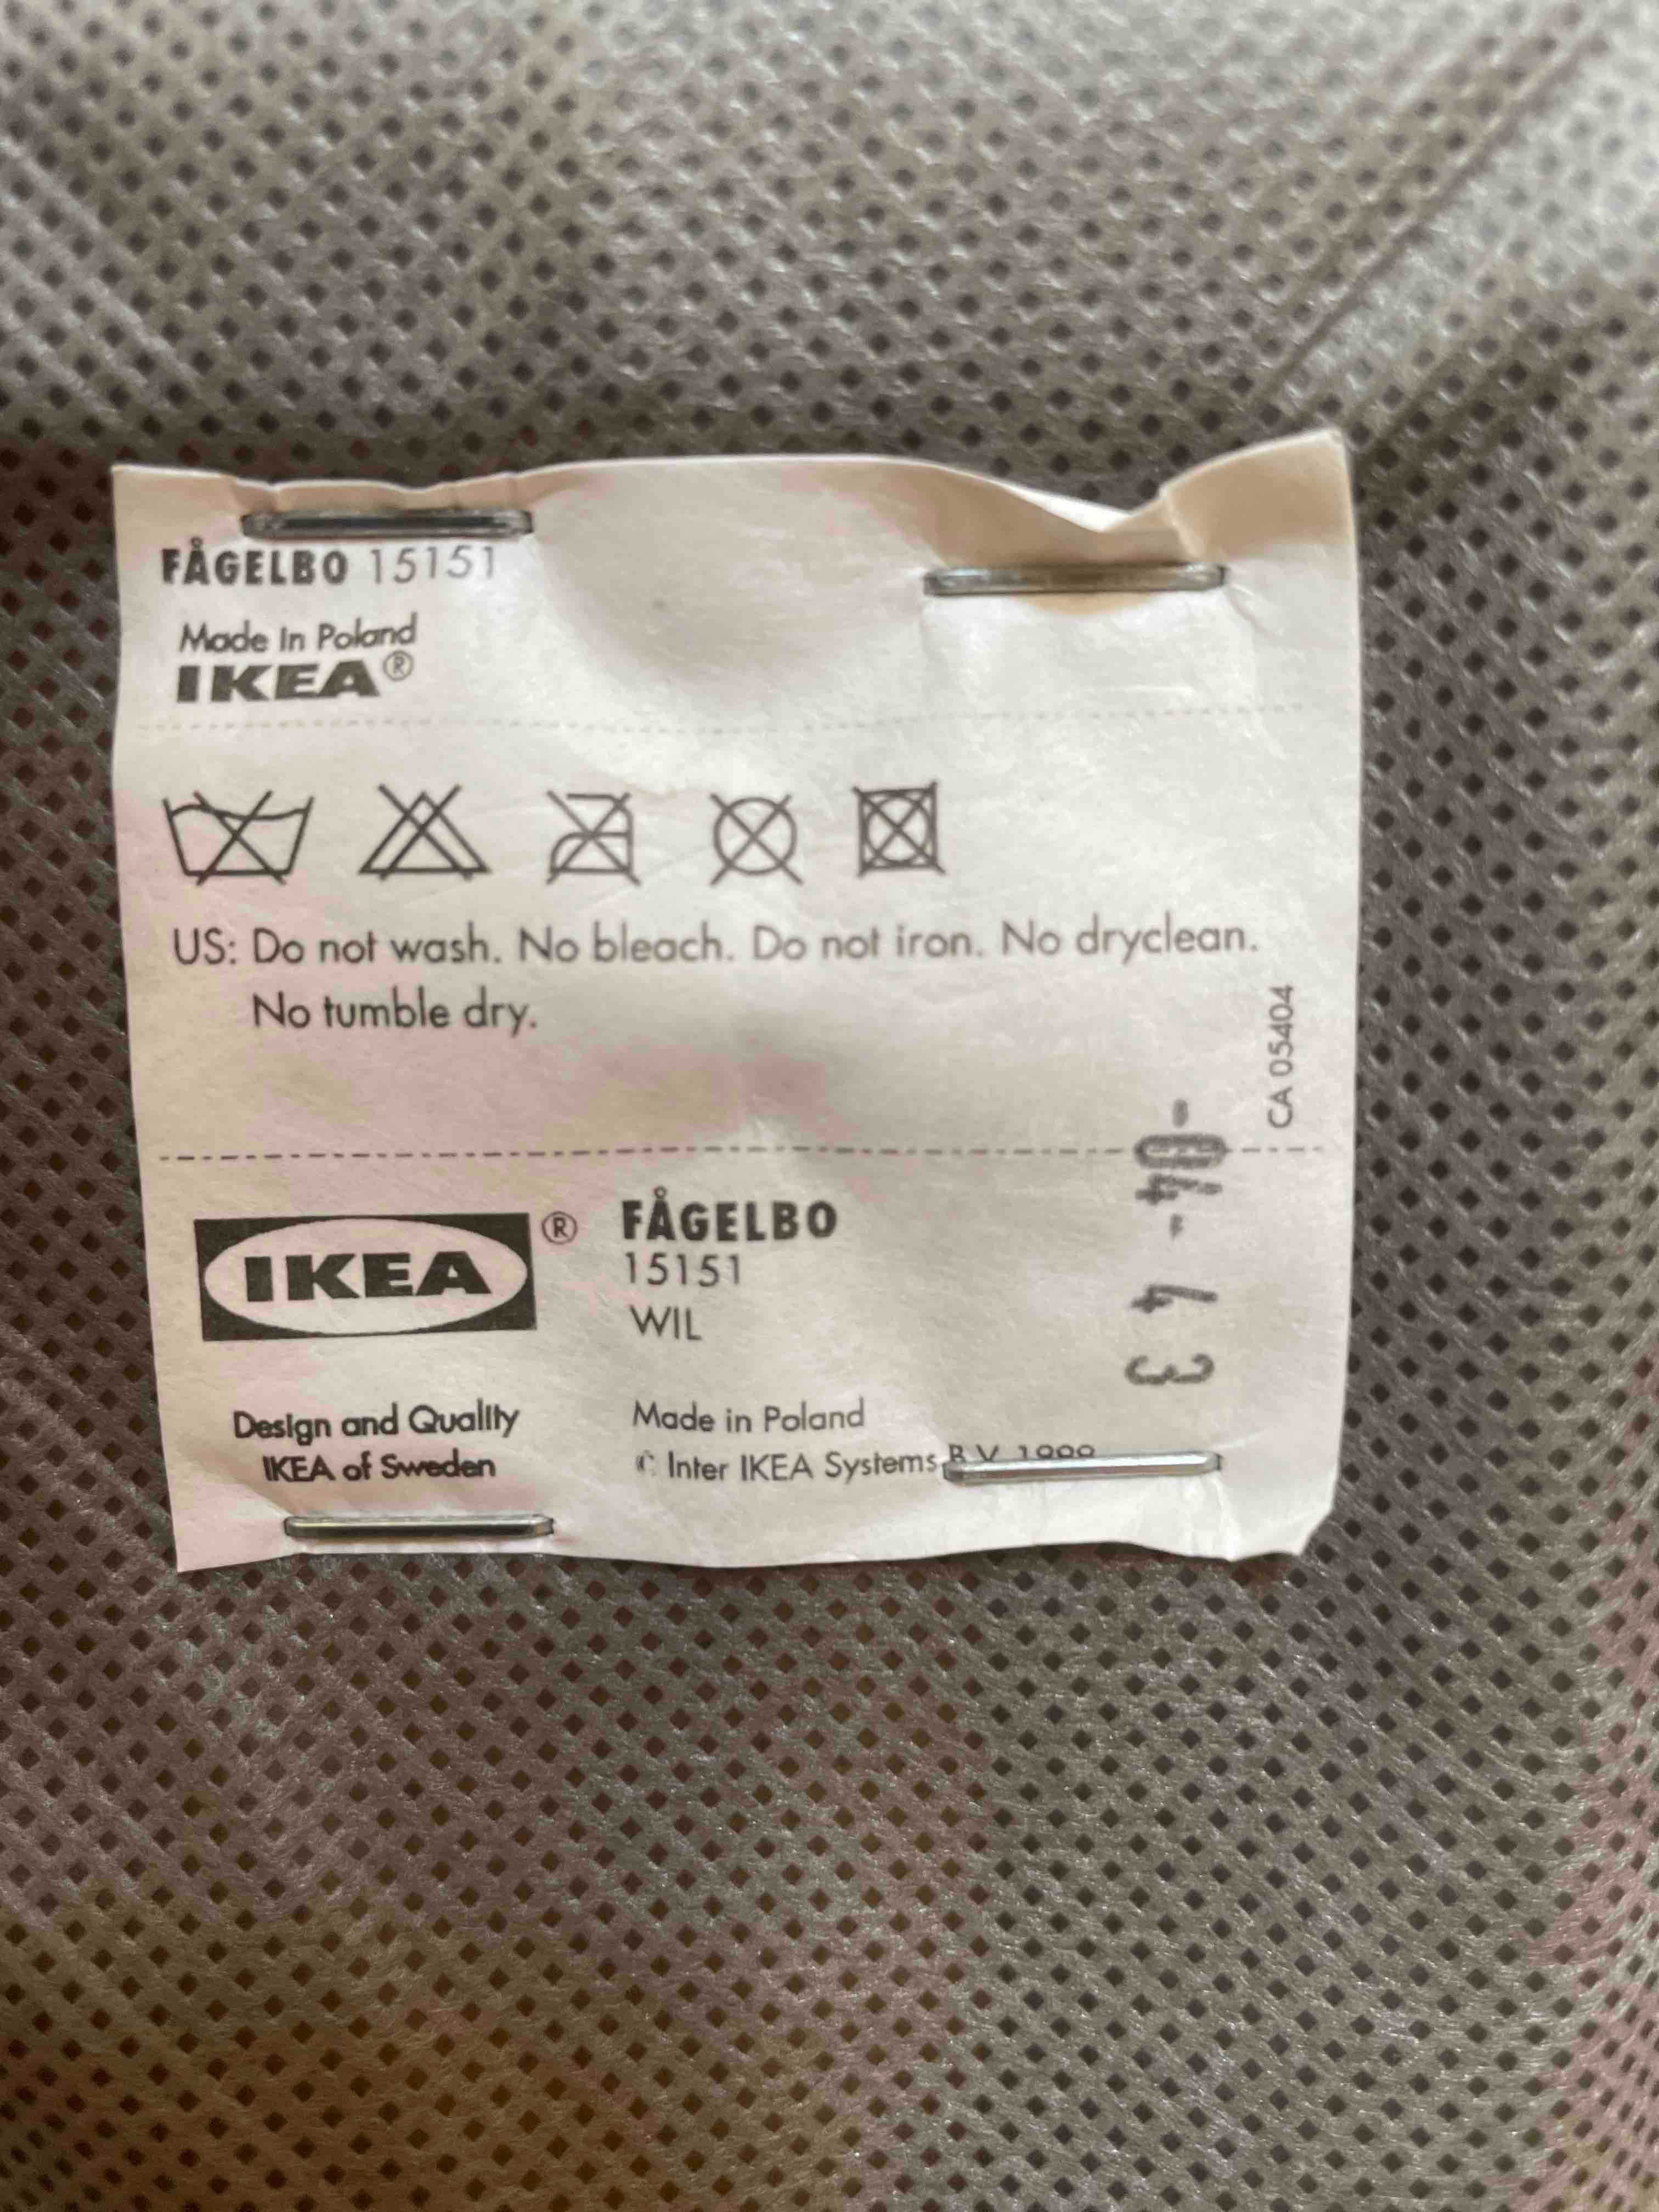 FÅGELBO 15151
Made in Poland
IKEA®
US: Do not wash. No bleach. Do not iron. No dryclean.
No tumble dry.
CA 05404
IKEA®
FÅGELBO
15151
WIL
Design and Quality
IKEA of Sweden
Made in Poland
© Inter IKEA Systems B.V. 1999